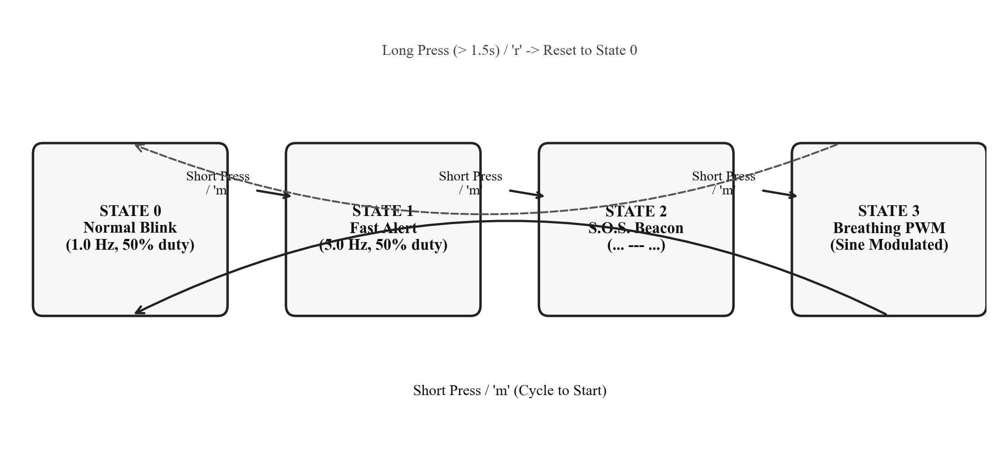 Long Press (> 1.5s) / 'r' -> Reset to State 0
Short Press
/ 'm'
Short Press
/ 'm'
Short Press
/ 'm'
STATE 0
Normal Blink
(1.0 Hz, 50% duty)
STATE 1
Fast Alert
(5.0 Hz, 50% duty)
STATE 2
S.O.S. Beacon
(... --- ...)
STATE 3
Breathing PWM
(Sine Modulated)
Short Press / 'm' (Cycle to Start)